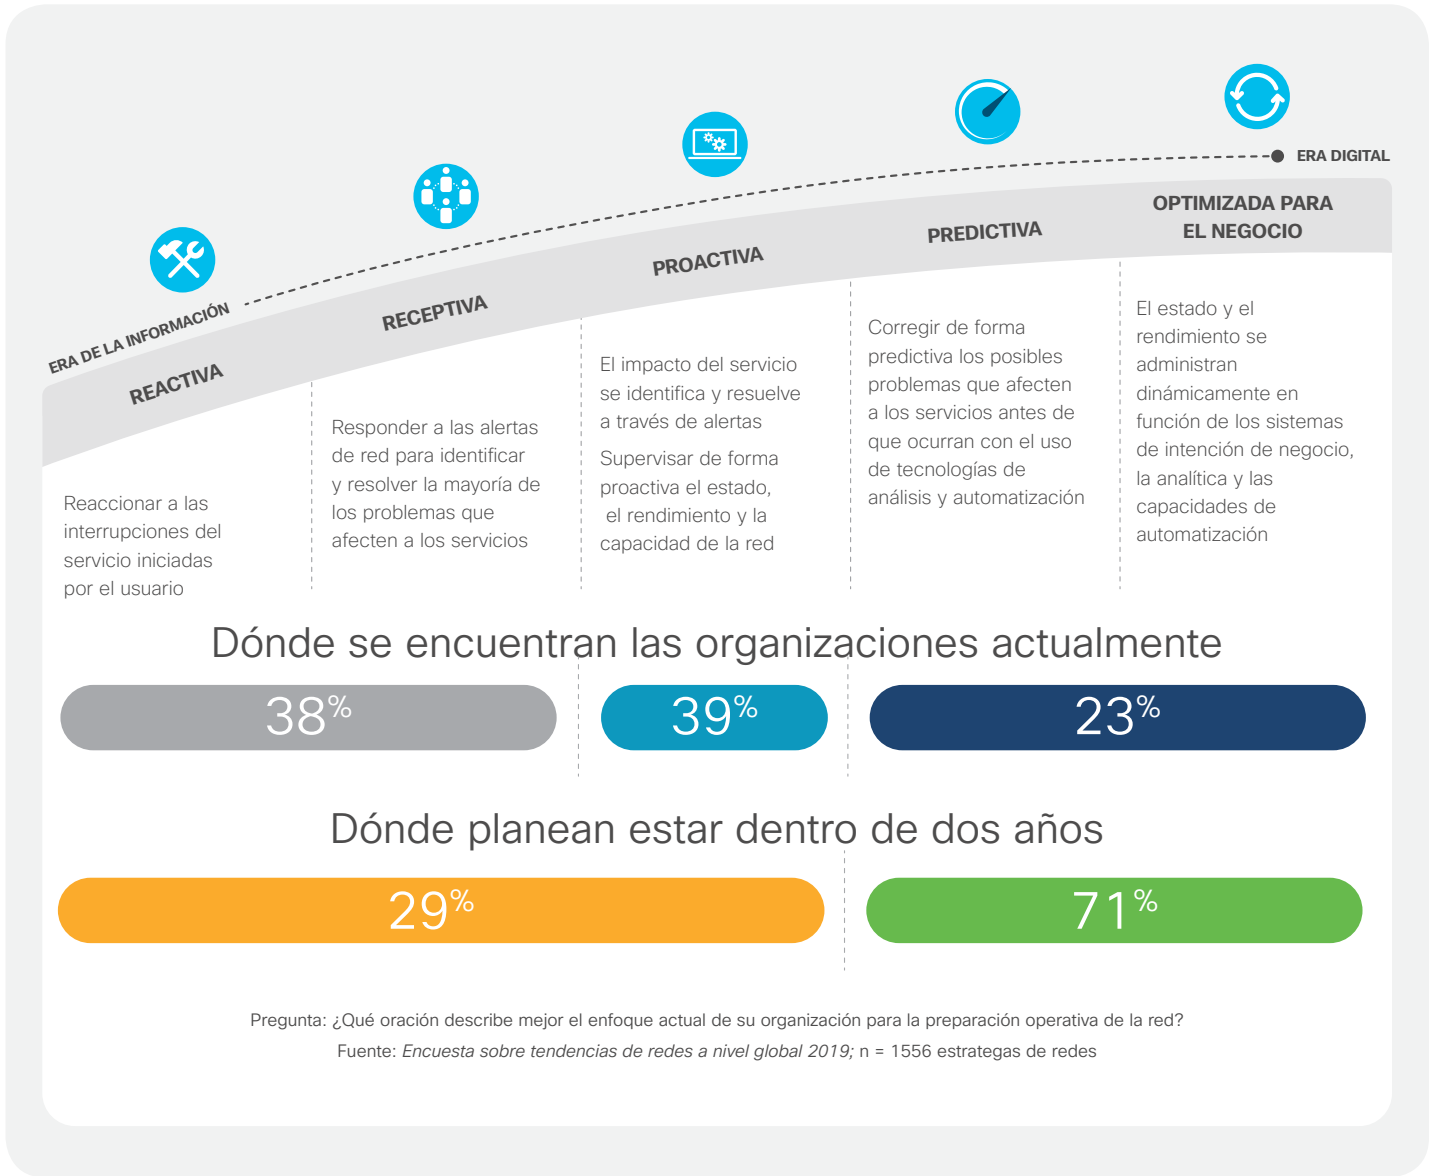 ERA DIGITAL
ERA DE LA INFORMACIÓN
REACTIVA
Reaccionar a las
interrupciones del
servicio iniciadas
por el usuario
RECEPTIVA
Responder a las alertas
de red para identificar
y resolver la mayoría de
los problemas que
afecten a los servicios
PROACTIVA
El impacto del servicio
se identifica y resuelve
a través de alertas
Supervisar de forma
proactiva el estado,
el rendimiento y la
capacidad de la red
PREDICTIVA
Corregir de forma
predictiva los posibles
problemas que afecten
a los servicios antes de
que ocurran con el uso
de tecnologías de
análisis y automatización
OPTIMIZADA PARA
EL NEGOCIO
El estado y el
rendimiento se
administran
dinámicamente en
función de los sistemas
de intención de negocio,
la analítica y las
capacidades de
automatización
Dónde se encuentran las organizaciones actualmente
38%
39%
23%
Dónde planean estar dentro de dos años
29%
71%
Pregunta: ¿Qué oración describe mejor el enfoque actual de su organización para la preparación operativa de la red?
Fuente: Encuesta sobre tendencias de redes a nivel global 2019; n = 1556 estrategas de redes